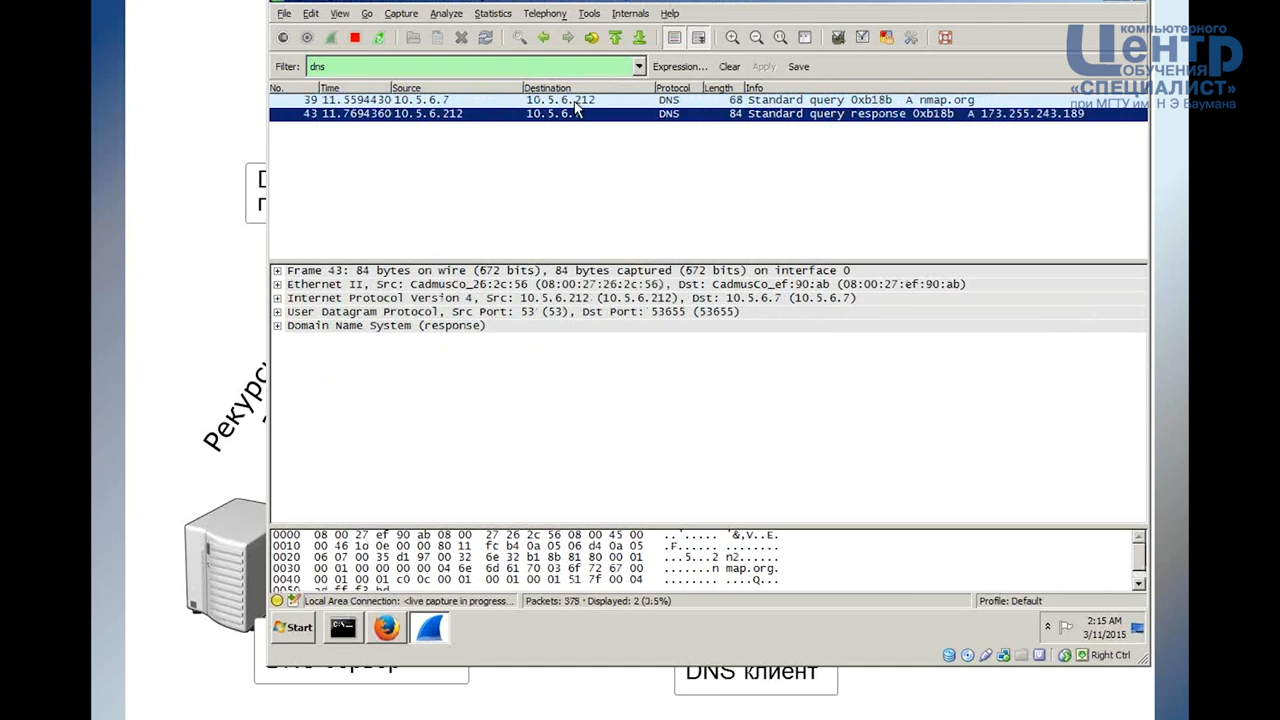 File Edit View Go Capture Analyze Statistics Telephony Tools Internals Help
компьютерного
Центр
ОБУЧЕНИЯ
«СПЕЦИАЛИСТ»
при МГТУ им. Н Э Баумана
Filter: dns Expression... Clear Apply Save
No. Time Source Destination Protocol Length Info
39 11.5594430 10.5.6.7 10.5.6.212 DNS 68 Standard query 0xb18b A nmap.org
43 11.7694360 10.5.6.212 10.5.6. DNS 84 Standard query response 0xb18b A 173.255.243.189
Frame 43: 84 bytes on wire (672 bits), 84 bytes captured (672 bits) on interface 0
Ethernet II, Src: CadmusCo_26:2c:56 (08:00:27:26:2c:56), Dst: CadmusCo_ef:90:ab (08:00:27:ef:90:ab)
Internet Protocol Version 4, Src: 10.5.6.212 (10.5.6.212), Dst: 10.5.6.7 (10.5.6.7)
User Datagram Protocol, Src Port: 53 (53), Dst Port: 53655 (53655)
Domain Name System (response)
Рекурс
0000 08 00 27 ef 90 ab 08 00 27 26 2c 56 08 00 45 00 ..'..... '&,V..E.
0010 00 46 1o 0e 00 00 80 11 fc b4 0a 05 06 d4 0a 05 .F...... ........
0020 06 07 00 35 d1 97 00 32 6e 32 b1 8b 81 80 00 01 ...5...2 n2......
0030 00 01 00 00 00 00 04 6e 6d 61 70 03 6f 72 67 00 .......n map.org.
0040 00 01 00 01 c0 0c 00 01 00 01 00 01 51 7f 00 04 ........ ....Q...
Local Area Connection: <live capture in progress... Packets: 373 · Displayed: 2 (0.5%) Profile: Default
Start C:\. 2:15 AM
3/11/2015
Right Ctrl
DNS сервер
DNS клиент